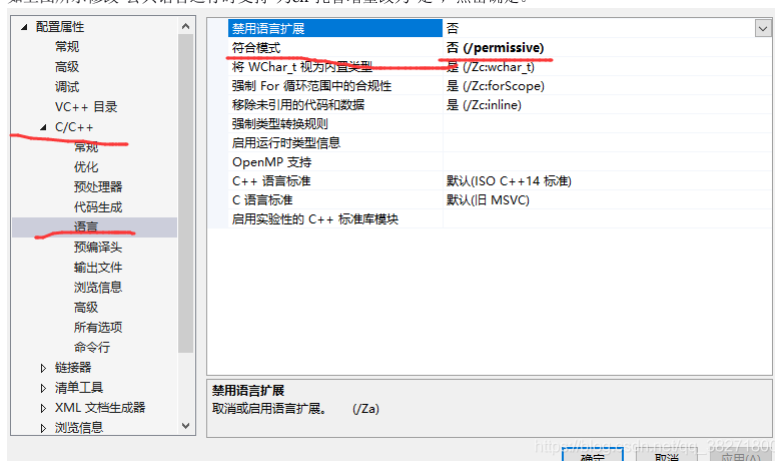 配置属性
常规
高级
调试
VC++ 目录
C/C++
常规
优化
预处理器
代码生成
语言
预编译头
输出文件
浏览信息
高级
所有选项
命令行
链接器
清单工具
XML 文档生成器
浏览信息
禁用语言扩展 否
符合模式 否 (/permissive)
将 WChar_t 视为内置类型 是 (/Zc:wchar_t)
强制 For 循环范围中的合规性 是 (/Zc:forScope)
移除未引用的代码和数据 是 (/Zc:inline)
强制类型转换规则
启用运行时类型信息
OpenMP 支持
C++ 语言标准 默认(ISO C++14 标准)
C 语言标准 默认(旧 MSVC)
启用实验性的 C++ 标准库模块
禁用语言扩展
取消或启用语言扩展。 (/Za)
确定 取消 应用(A)